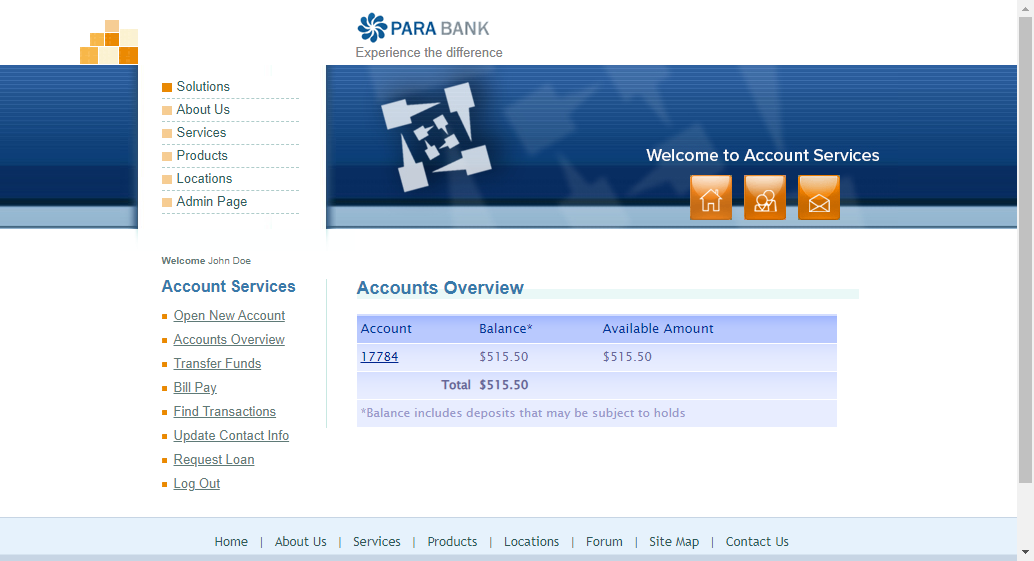 PARA BANK
Experience the difference
Solutions
About Us
Services
Products
Locations
Admin Page
Welcome to Account Services
Welcome John Doe
Account Services
Open New Account
Accounts Overview
Transfer Funds
Bill Pay
Find Transactions
Update Contact Info
Request Loan
Log Out
Accounts Overview
Account Balance* Available Amount
17784 $515.50 $515.50
Total $515.50
*Balance includes deposits that may be subject to holds
Home | About Us | Services | Products | Locations | Forum | Site Map | Contact Us